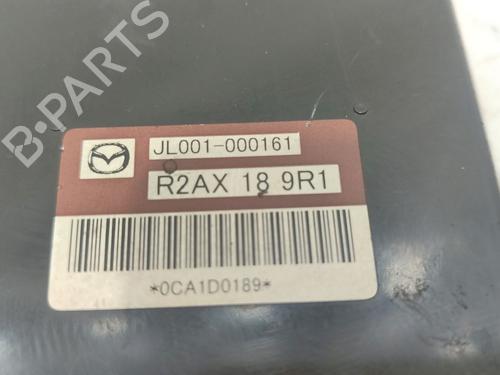 B-PARTS
JL001-000161
R2AX 18 9R1
*0CA1D0189*